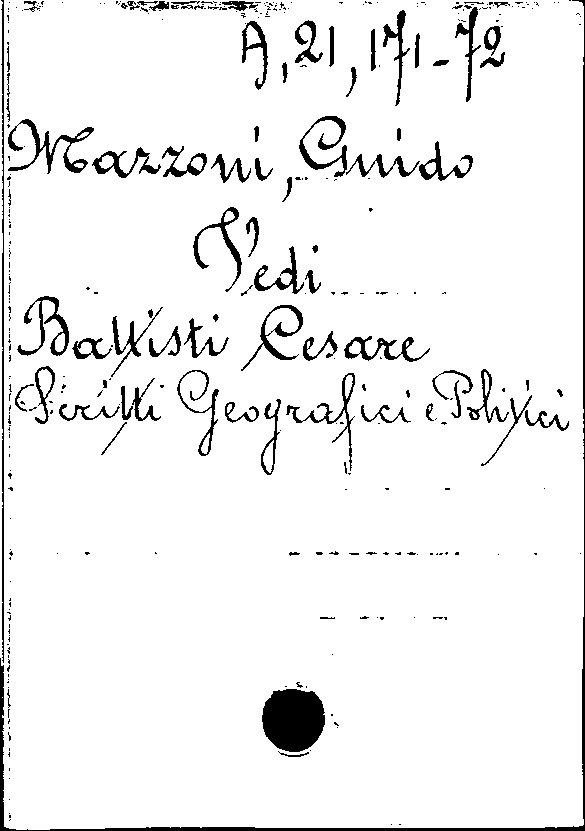 A, 21, 171-72
Mazzoni, Guido
Vedi
Battisti Cesare
Scritti Geografici e Politici